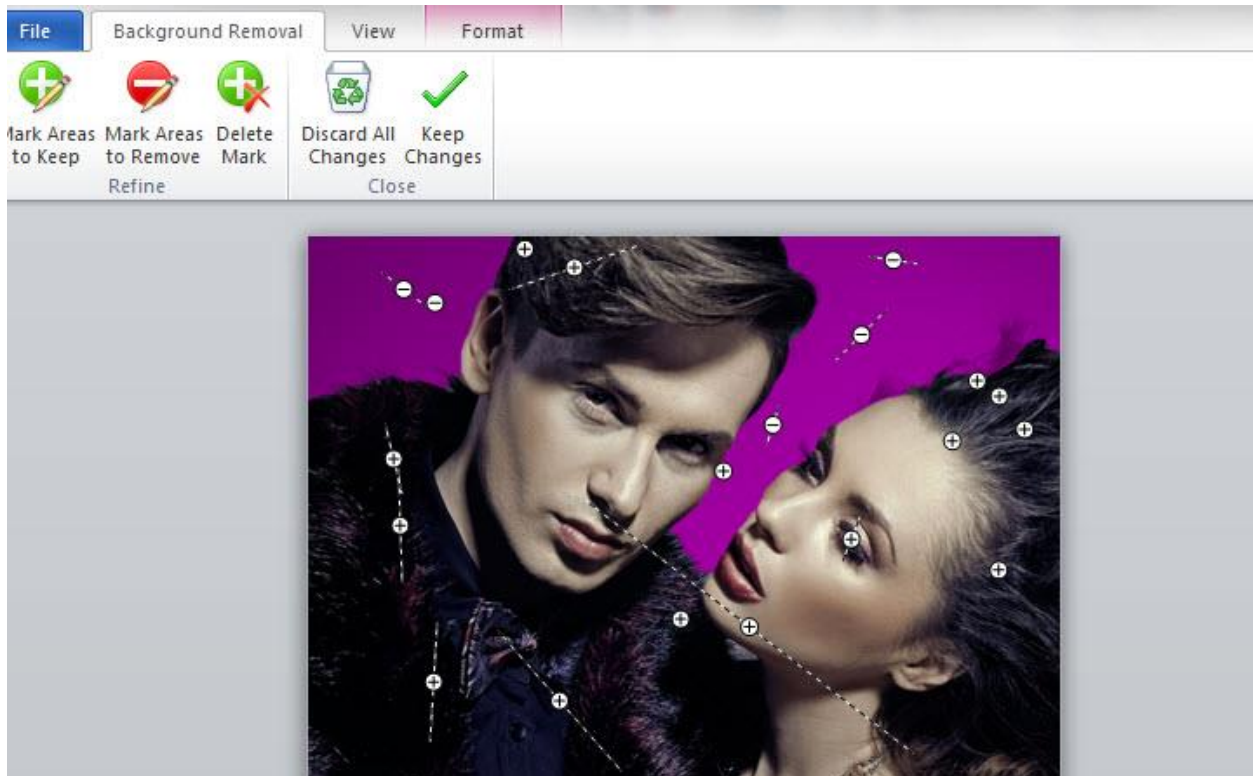 File Background Removal View Format
Mark Areas to Keep
Mark Areas to Remove
Delete Mark
Discard All Changes
Keep Changes
Refine
Close